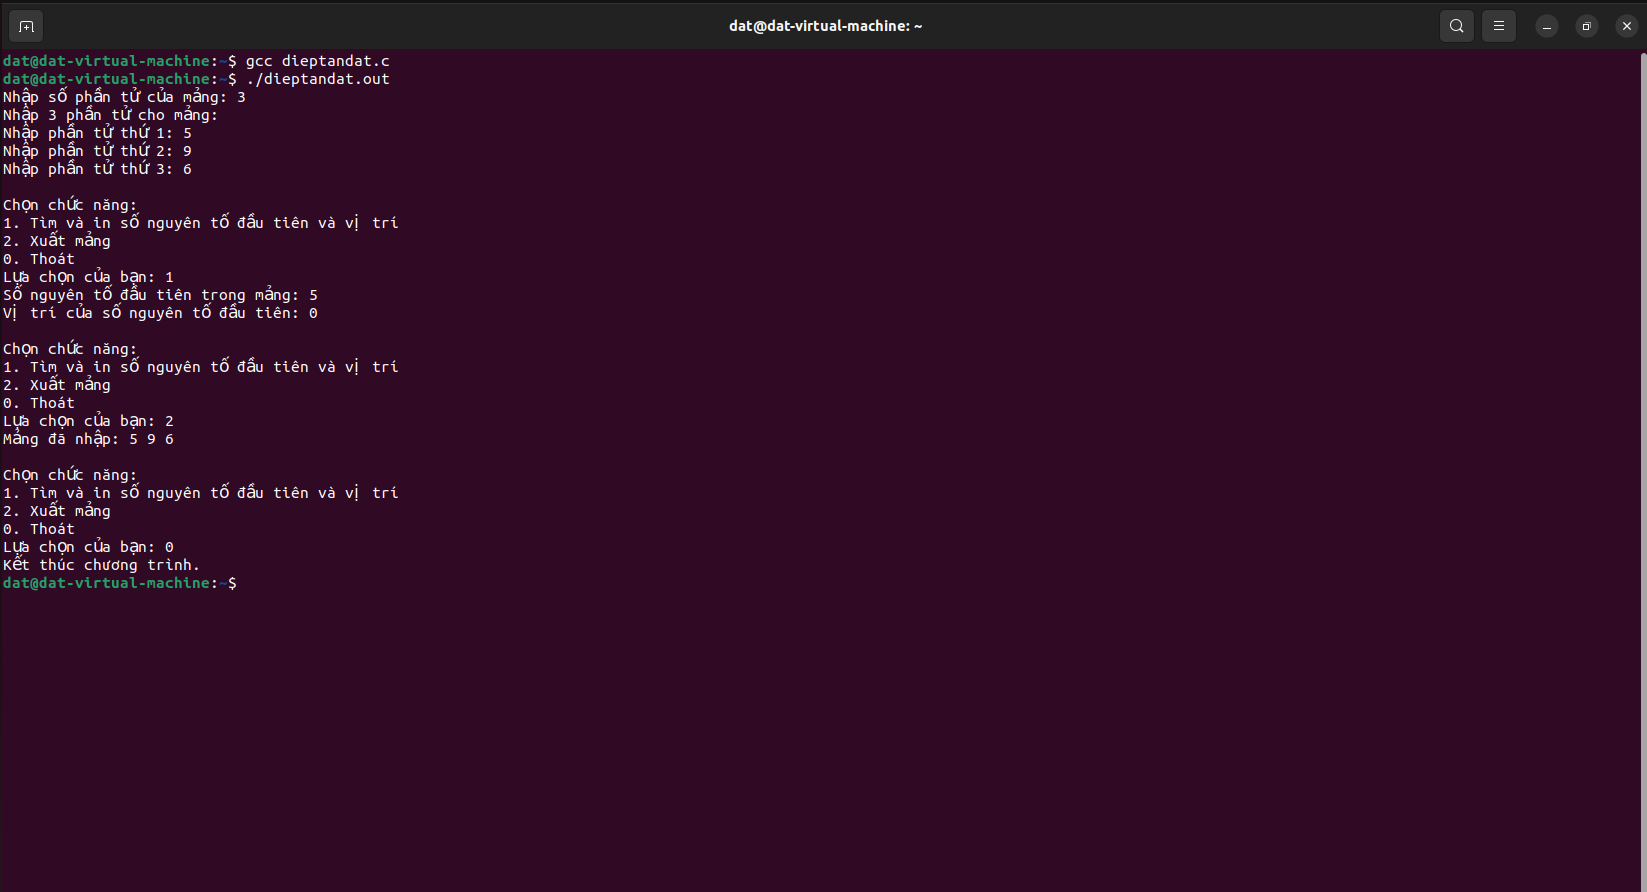 dat@dat-virtual-machine: ~
dat@dat-virtual-machine:~$ gcc dieptandat.c
dat@dat-virtual-machine:~$ ./dieptandat.out
Nhập số phần tử của mảng: 3
Nhập 3 phần tử cho mảng:
Nhập phần tử thứ 1: 5
Nhập phần tử thứ 2: 9
Nhập phần tử thứ 3: 6
Chọn chức năng:
1. Tìm và in số nguyên tố đầu tiên và vị trí
2. Xuất mảng
0. Thoát
Lựa chọn của bạn: 1
Số nguyên tố đầu tiên trong mảng: 5
Vị trí của số nguyên tố đầu tiên: 0
Chọn chức năng:
1. Tìm và in số nguyên tố đầu tiên và vị trí
2. Xuất mảng
0. Thoát
Lựa chọn của bạn: 2
Mảng đã nhập: 5 9 6
Chọn chức năng:
1. Tìm và in số nguyên tố đầu tiên và vị trí
2. Xuất mảng
0. Thoát
Lựa chọn của bạn: 0
Kết thúc chương trình.
dat@dat-virtual-machine:~$